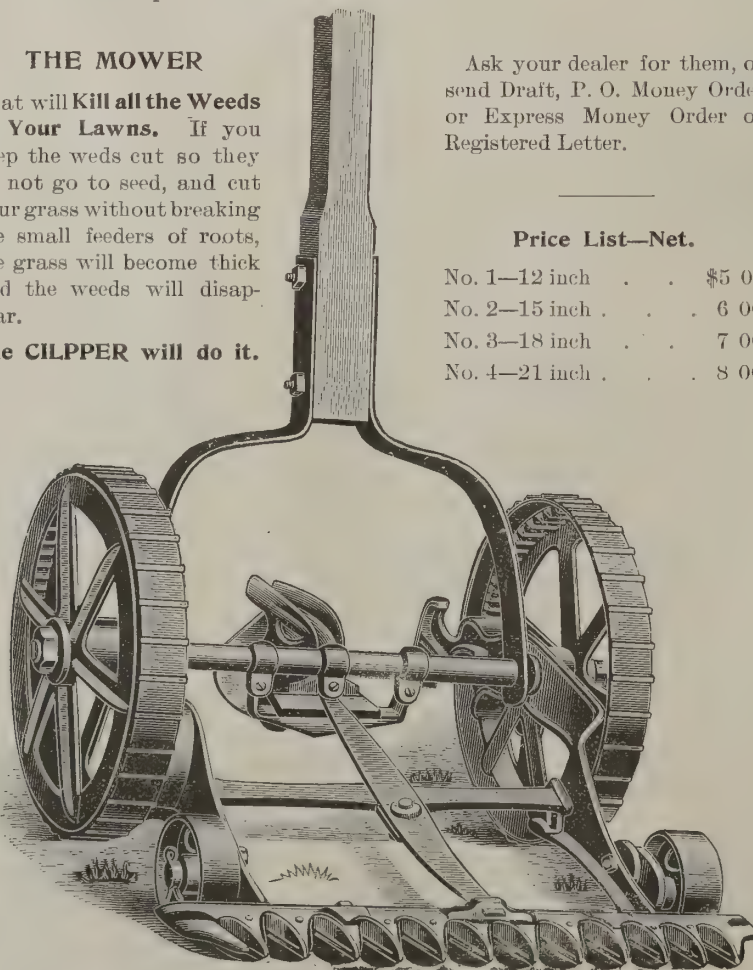 THE MOWER
at will Kill all the Weeds
Your Lawns. If you
ep the weds cut so they
not go to seed, and cut
ur grass without breaking
e small feeders of roots,
e grass will become thick
d the weeds will disap-
ar.
e CILPPER will do it.
Ask your dealer for them, o
send Draft, P. O. Money Orde
or Express Money Order o
Registered Letter.
Price List—Net.
No. 1—12 inch . . $5 00
No. 2—15 inch . . . 6 00
No. 3—18 inch . . 7 00
No. 4—21 inch . . . 8 00